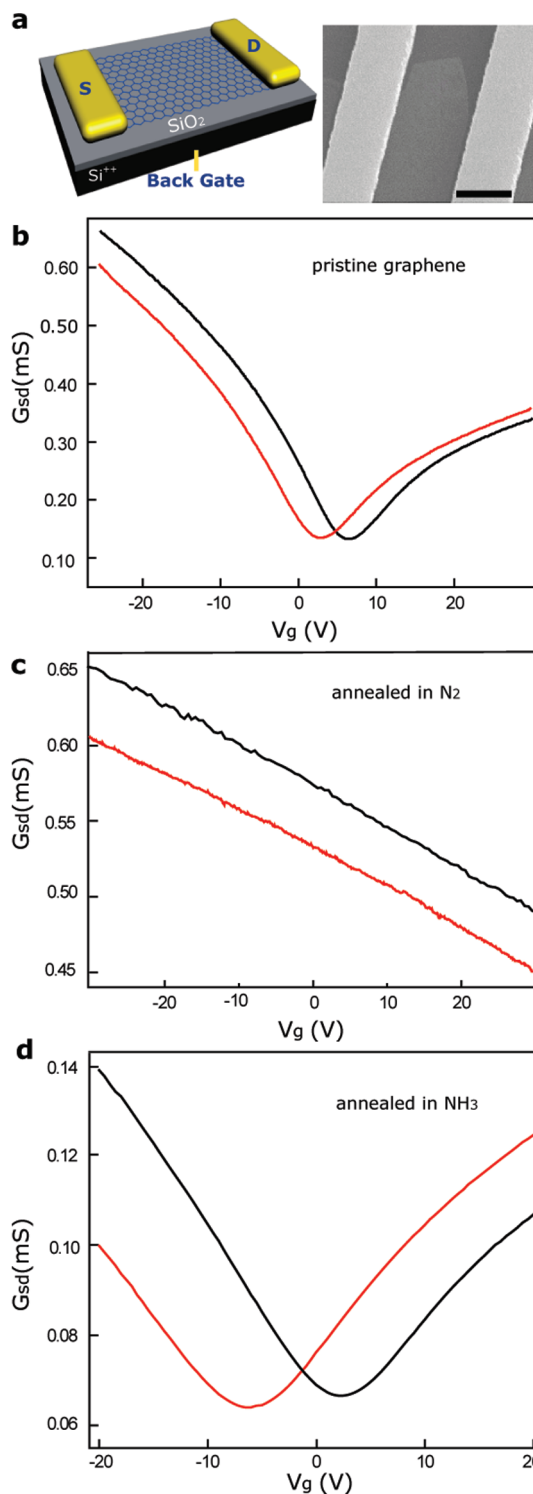 a
D
S
SiO2
Si++
Back Gate
b
pristine graphene
0.60
0.50
0.40
0.30
0.20
0.10
Gsd(mS)
-20 -10 0 10 20
Vg (V)
c
annealed in N2
0.65
0.60
0.55
0.50
0.45
Gsd(mS)
-20 -10 0 10 20
Vg (V)
d
annealed in NH3
0.14
0.12
0.10
0.08
0.06
Gsd(mS)
-20 -10 0 10 20
Vg (V)